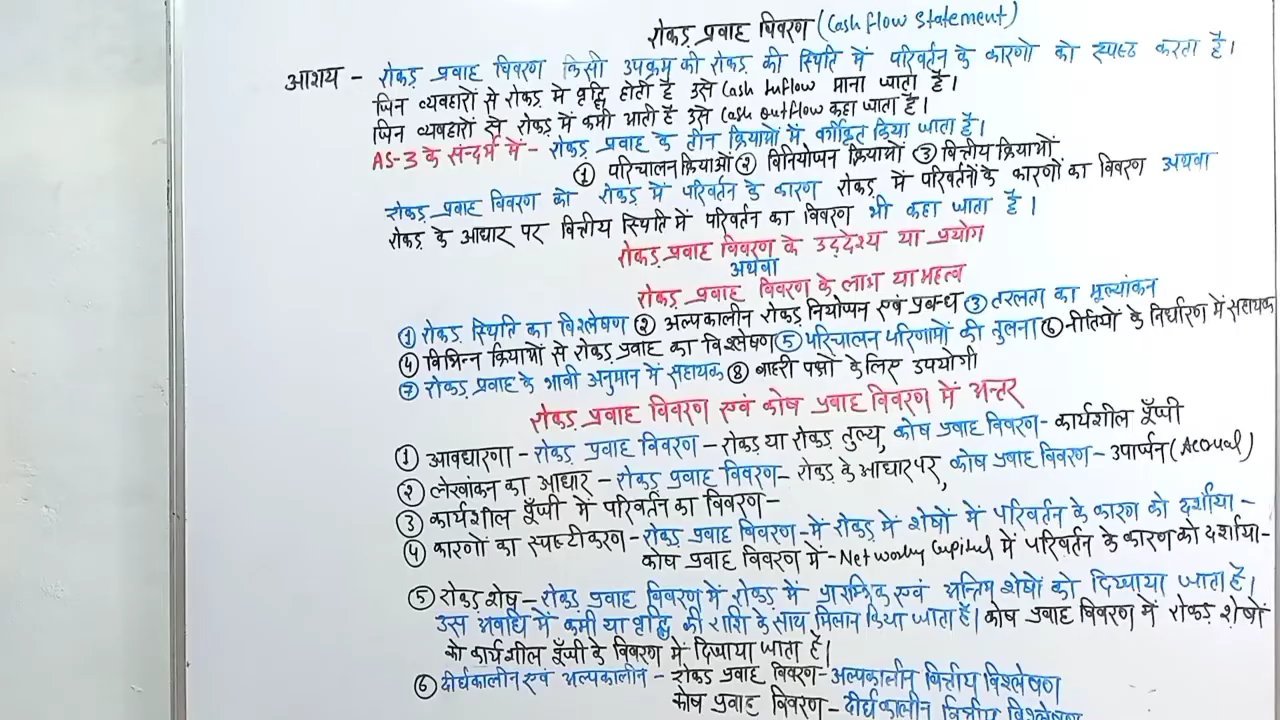 रोकड़ प्रवाह विवरण (Cash flow Statement)
आशय - रोकड़ प्रवाह विवरण किसी उपक्रम की रोकड़ की स्थिति में परिवर्तन के कारणो को स्पष्ट करता है।
जिन व्यवहारों से रोकड़ में वृद्धि होती है उसे Cash Inflow माना जाता है।
जिन व्यवहारों से रोकड़ में कमी आती है उसे Cash outflow कहा जाता है।
AS-3 के संदर्भ में - रोकड़ प्रवाह के तीन क्रियाओं में वर्गीकृत किया जाता है।
① परिचालन क्रियाओं ② विनियोजन क्रियाओं ③ वित्तीय क्रियाओं
रोकड़ प्रवाह विवरण को रोकड़ में परिवर्तन के कारण रोकड़ में परिवर्तनों के कारणों का विवरण अथवा
रोकड़ के आधार पर वित्तीय स्थिति में परिवर्तन का विवरण भी कहा जाता है।
रोकड़ प्रवाह विवरण के उद्देश्य या प्रयोग
अथवा
रोकड़ प्रवाह विवरण के लाभ या महत्व
① रोकड़ स्थिति का विश्लेषण ② अल्पकालीन रोकड़ नियोजन एवं प्रबन्ध ③ तरलता का मूल्यांकन
④ विभिन्न क्रियाओं से रोकड़ प्रवाह का विश्लेषण ⑤ परिचालन परिणामों की तुलना ⑥ नीतियों के निर्धारण में सहायक
⑦ रोकड़ प्रवाह के भावी अनुमान में सहायक ⑧ बाहरी पक्षों के लिए उपयोगी
रोकड़ प्रवाह विवरण एवं कोष प्रवाह विवरण में अन्तर
① अवधारणा - रोकड़ प्रवाह विवरण - रोकड़ या रोकड़ तुल्य, कोष प्रवाह विवरण - कार्यशील पूँजी
② लेखांकन का आधार - रोकड़ प्रवाह विवरण - रोकड़ के आधार पर, कोष प्रवाह विवरण - उपार्जन (Accrual)
③ कार्यशील पूँजी में परिवर्तन का विवरण -
④ कारणों का स्पष्टीकरण - रोकड़ प्रवाह विवरण - में रोकड़ में शेषों में परिवर्तन के कारण को दर्शाया -
कोष प्रवाह विवरण में - Net Capital में परिवर्तन के कारण को दर्शाया -
⑤ रोकड़ शेष - रोकड़ प्रवाह विवरण में रोकड़ में प्रारम्भिक एवं अन्तिम शेषों को दिखाया जाता है।
उस अवधि में कमी या वृद्धि की राशि के साथ मिलान किया जाता है। कोष प्रवाह विवरण में रोकड़ शेषों
को कार्यशील पूँजी के विवरण में दिखाया जाता है।
⑥ दीर्घकालीन एवं अल्पकालीन - रोकड़ प्रवाह विवरण - अल्पकालीन वित्तीय विश्लेषण
कोष प्रवाह विवरण - दीर्घकालीन वित्तीय विश्लेषण